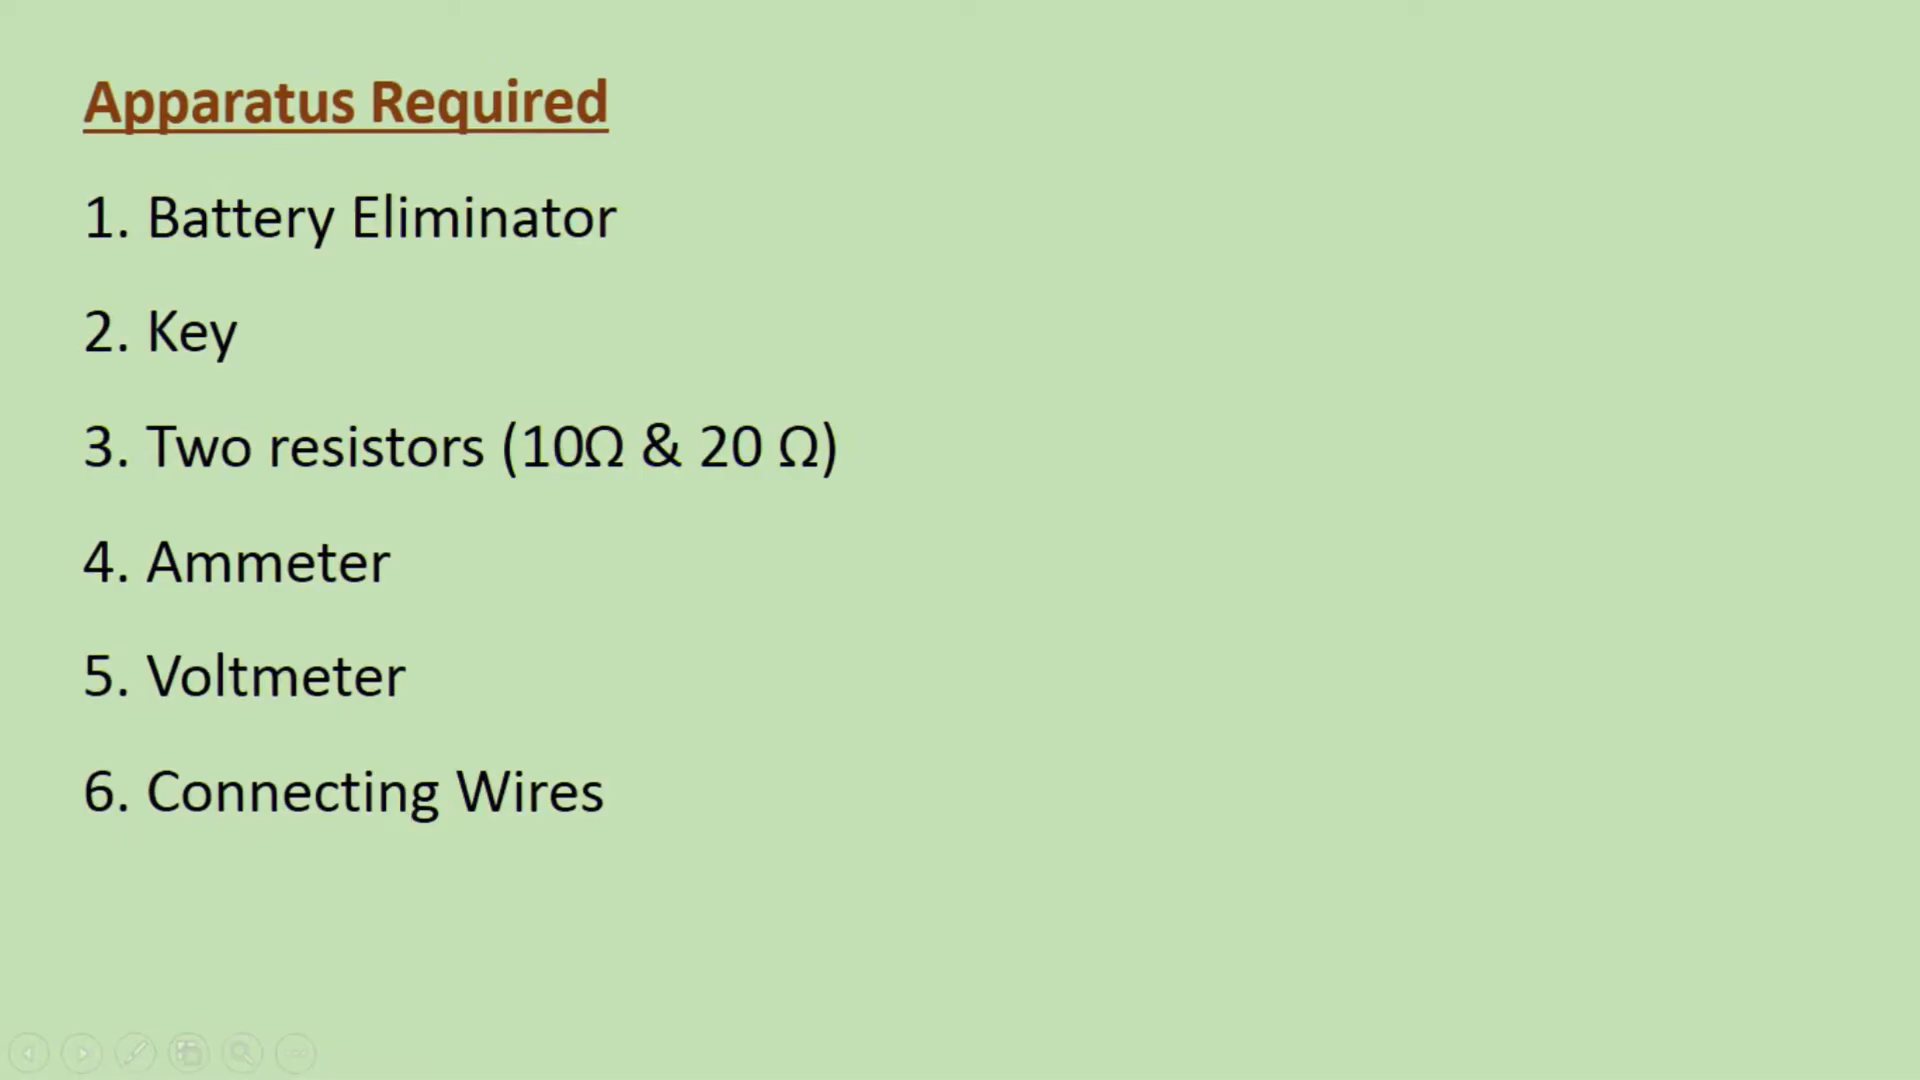 Apparatus Required
1. Battery Eliminator
2. Key
3. Two resistors (10Ω & 20 Ω)
4. Ammeter
5. Voltmeter
6. Connecting Wires